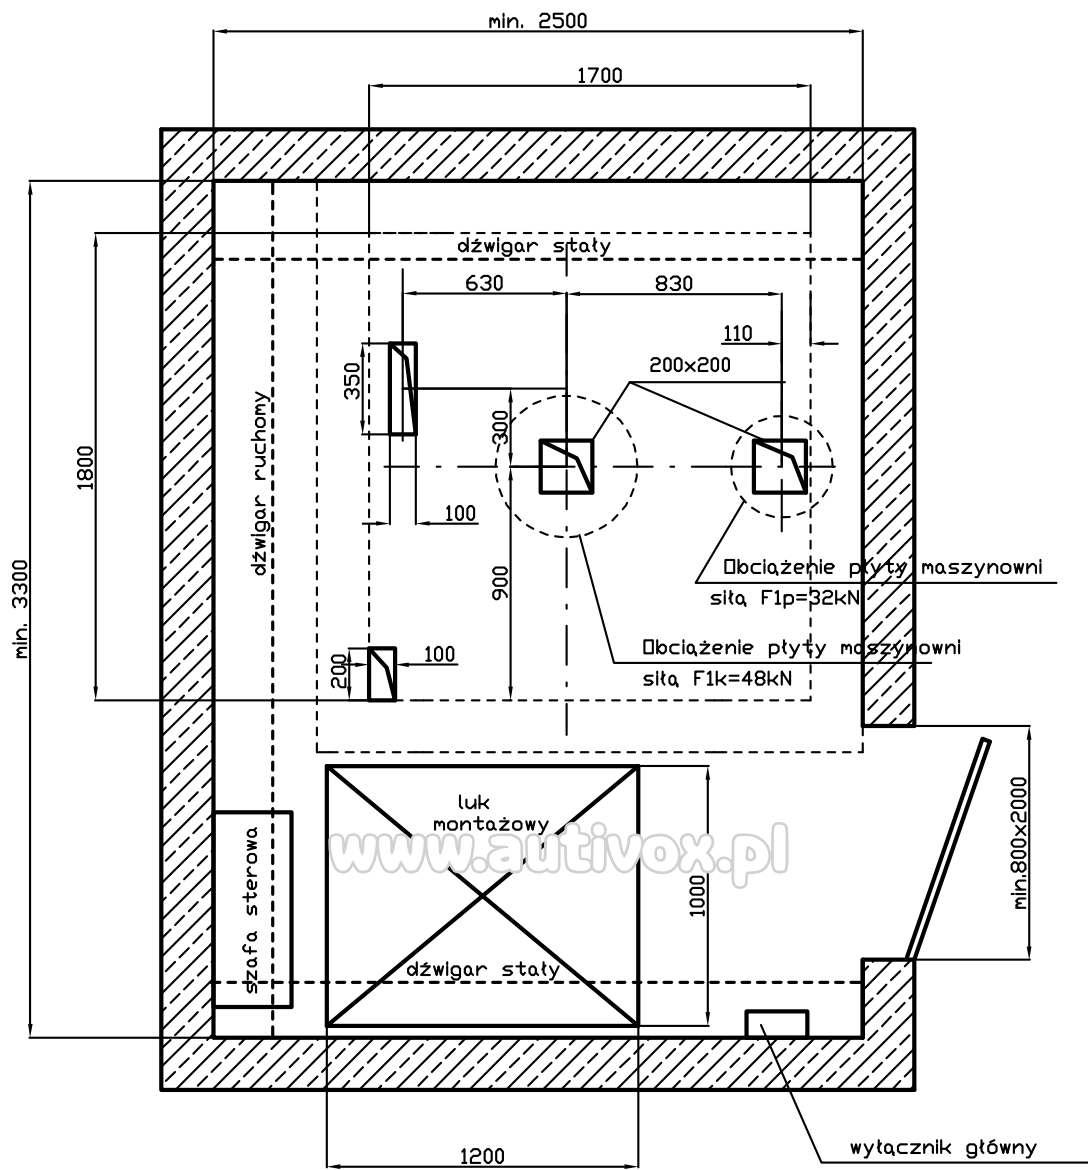 min. 2500
1700
dźwigar stały
630
830
110
200x200
350
300
1800
dźwigar ruchomy
100
min. 3300
900
Obciążenie płyty maszynowni
siłą F1p=32kN
Obciążenie płyty maszynowni
siłą F1k=48kN
200
100
luk
montażowy
www.autivox.pl
min.800x2000
szafa sterowa
1000
dźwigar stały
wyłącznik główny
1200